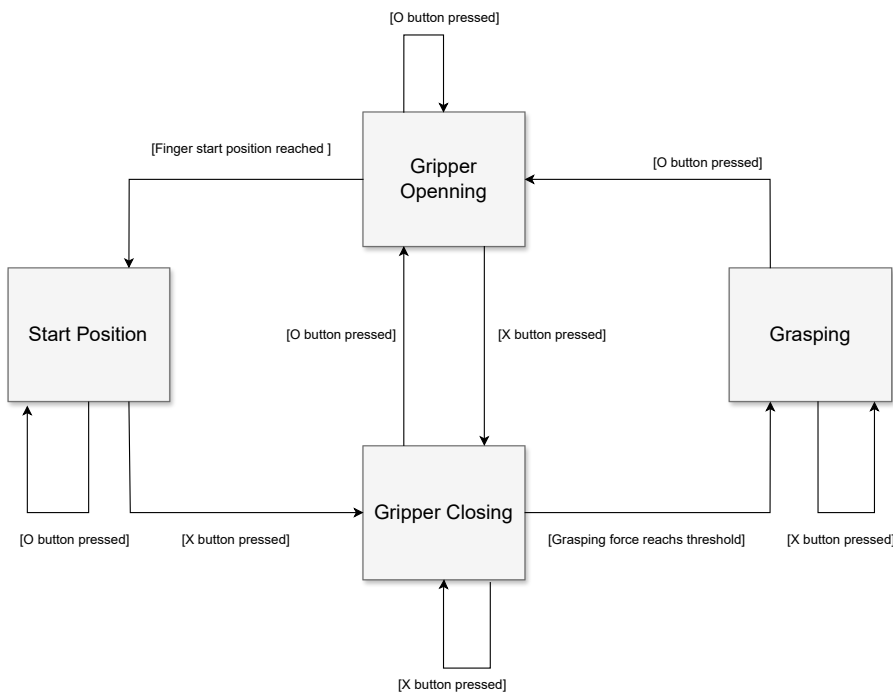 [O button pressed]
[Finger start position reached ]
Gripper
Openning
[O button pressed]
Start Position
[O button pressed]
[X button pressed]
Grasping
[O button pressed]
[X button pressed]
Gripper Closing
[Grasping force reachs threshold]
[X button pressed]
[X button pressed]